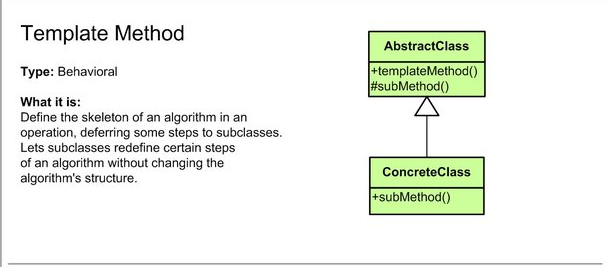 Template Method
Type: Behavioral
What it is:
Define the skeleton of an algorithm in an
operation, deferring some steps to subclasses.
Lets subclasses redefine certain steps
of an algorithm without changing the
algorithm's structure.
AbstractClass
+templateMethod()
#subMethod()
ConcreteClass
+subMethod()